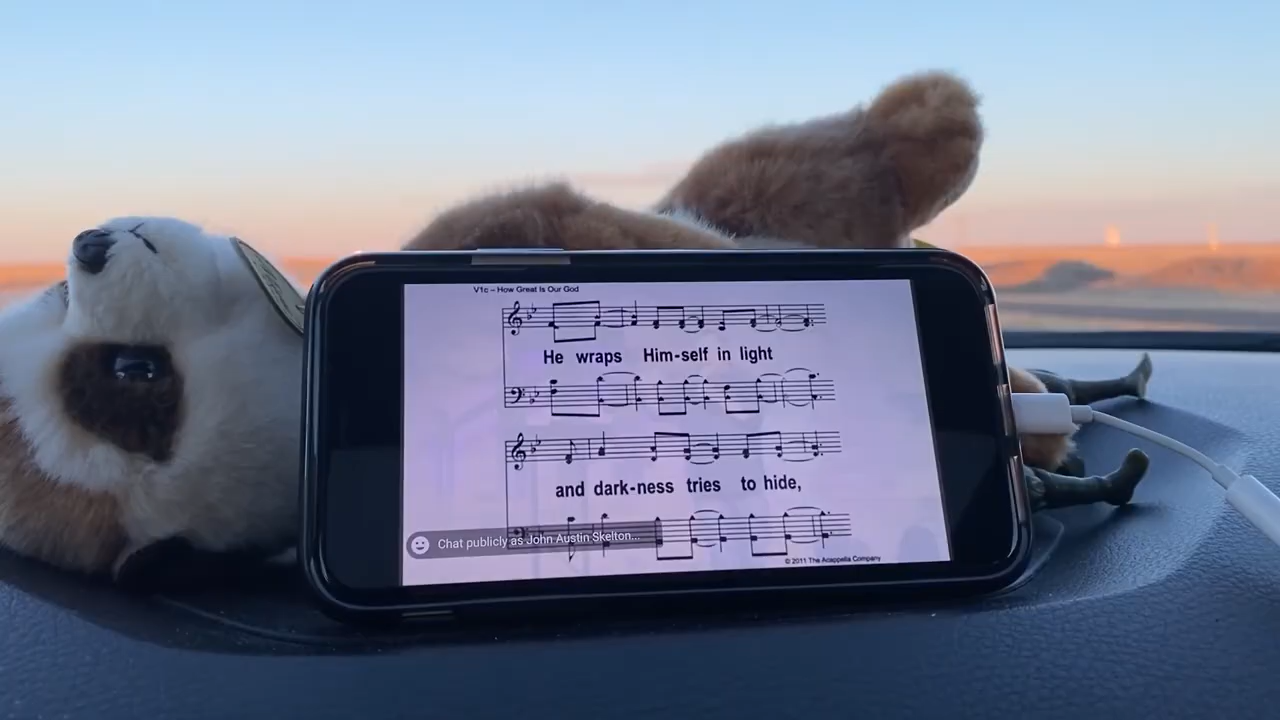 V1c – How Great Is Our God
He wraps Him-self in light
and dark-ness tries to hide,
Chat publicly as John Austin Skelton...
© 2011 The Acappella Company